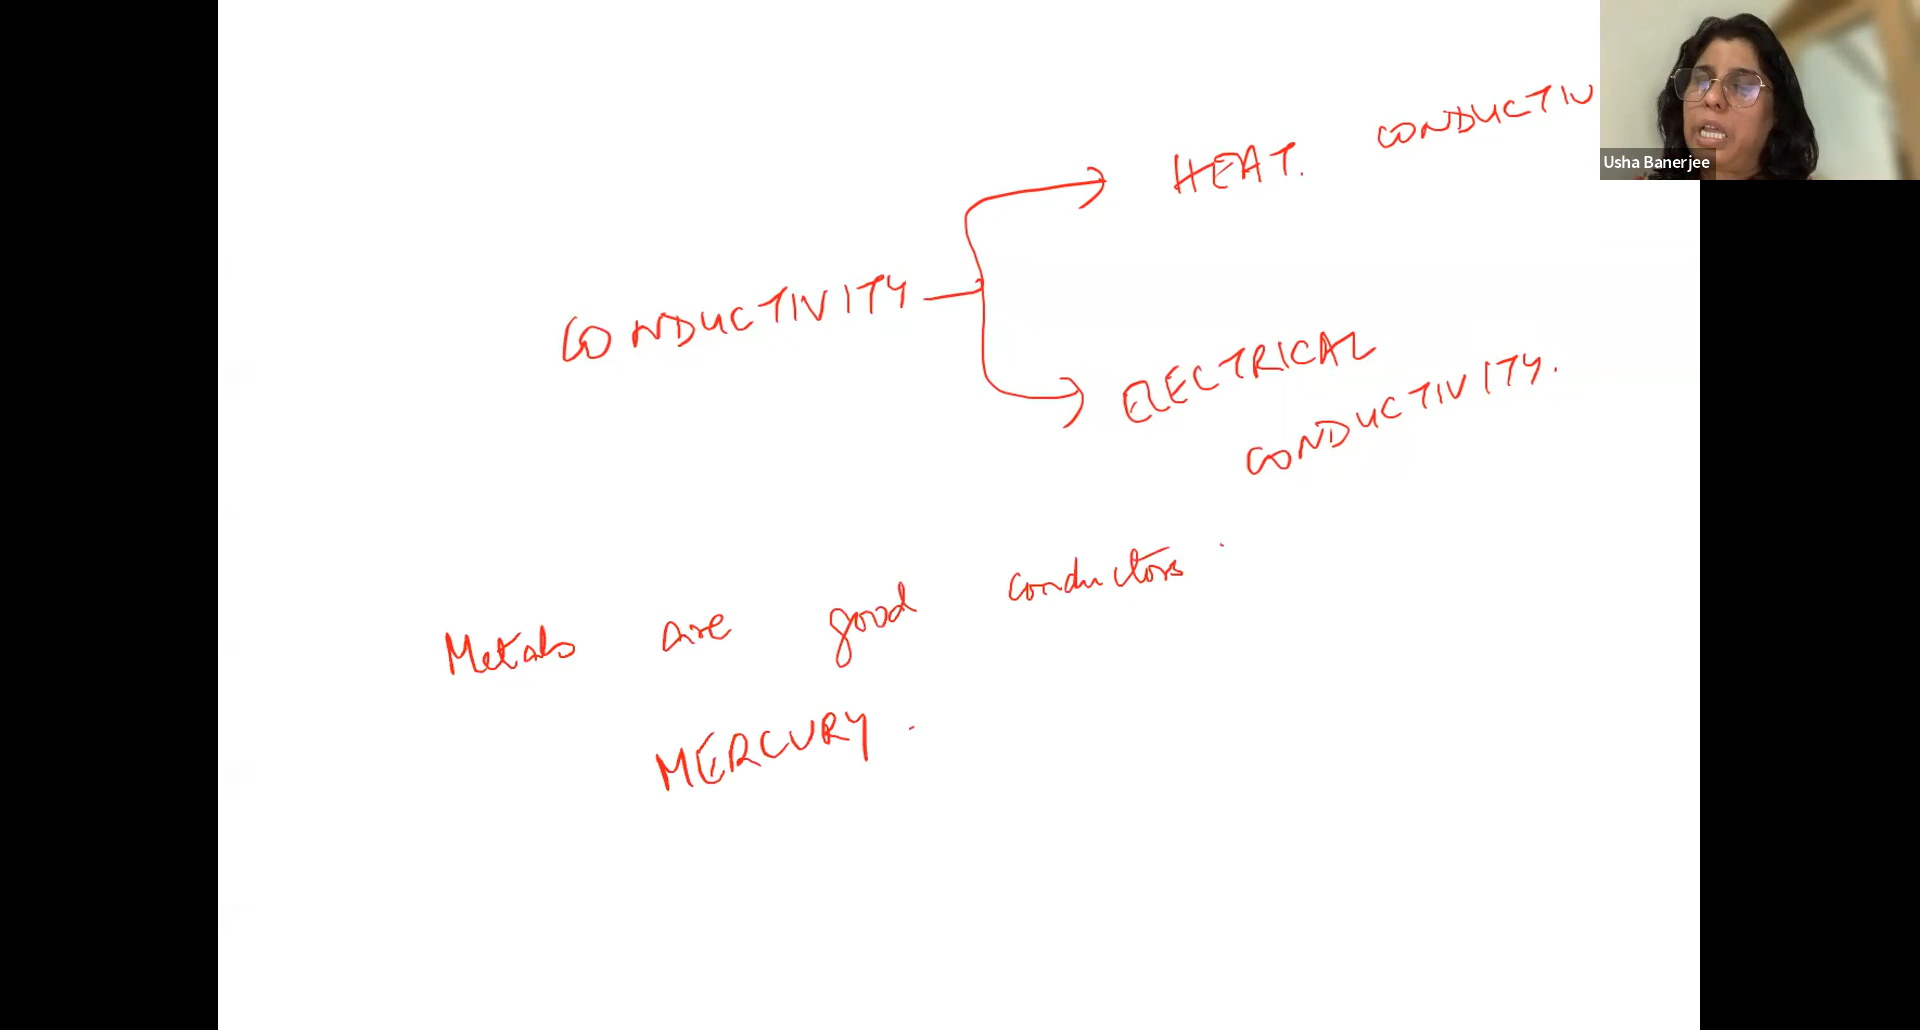 HEAT. CONDUCTIV
Usha Banerjee
CONDUCTIVITY
ELECTRICAL
CONDUCTIVITY.
Metals are good conductors.
MERCURY.